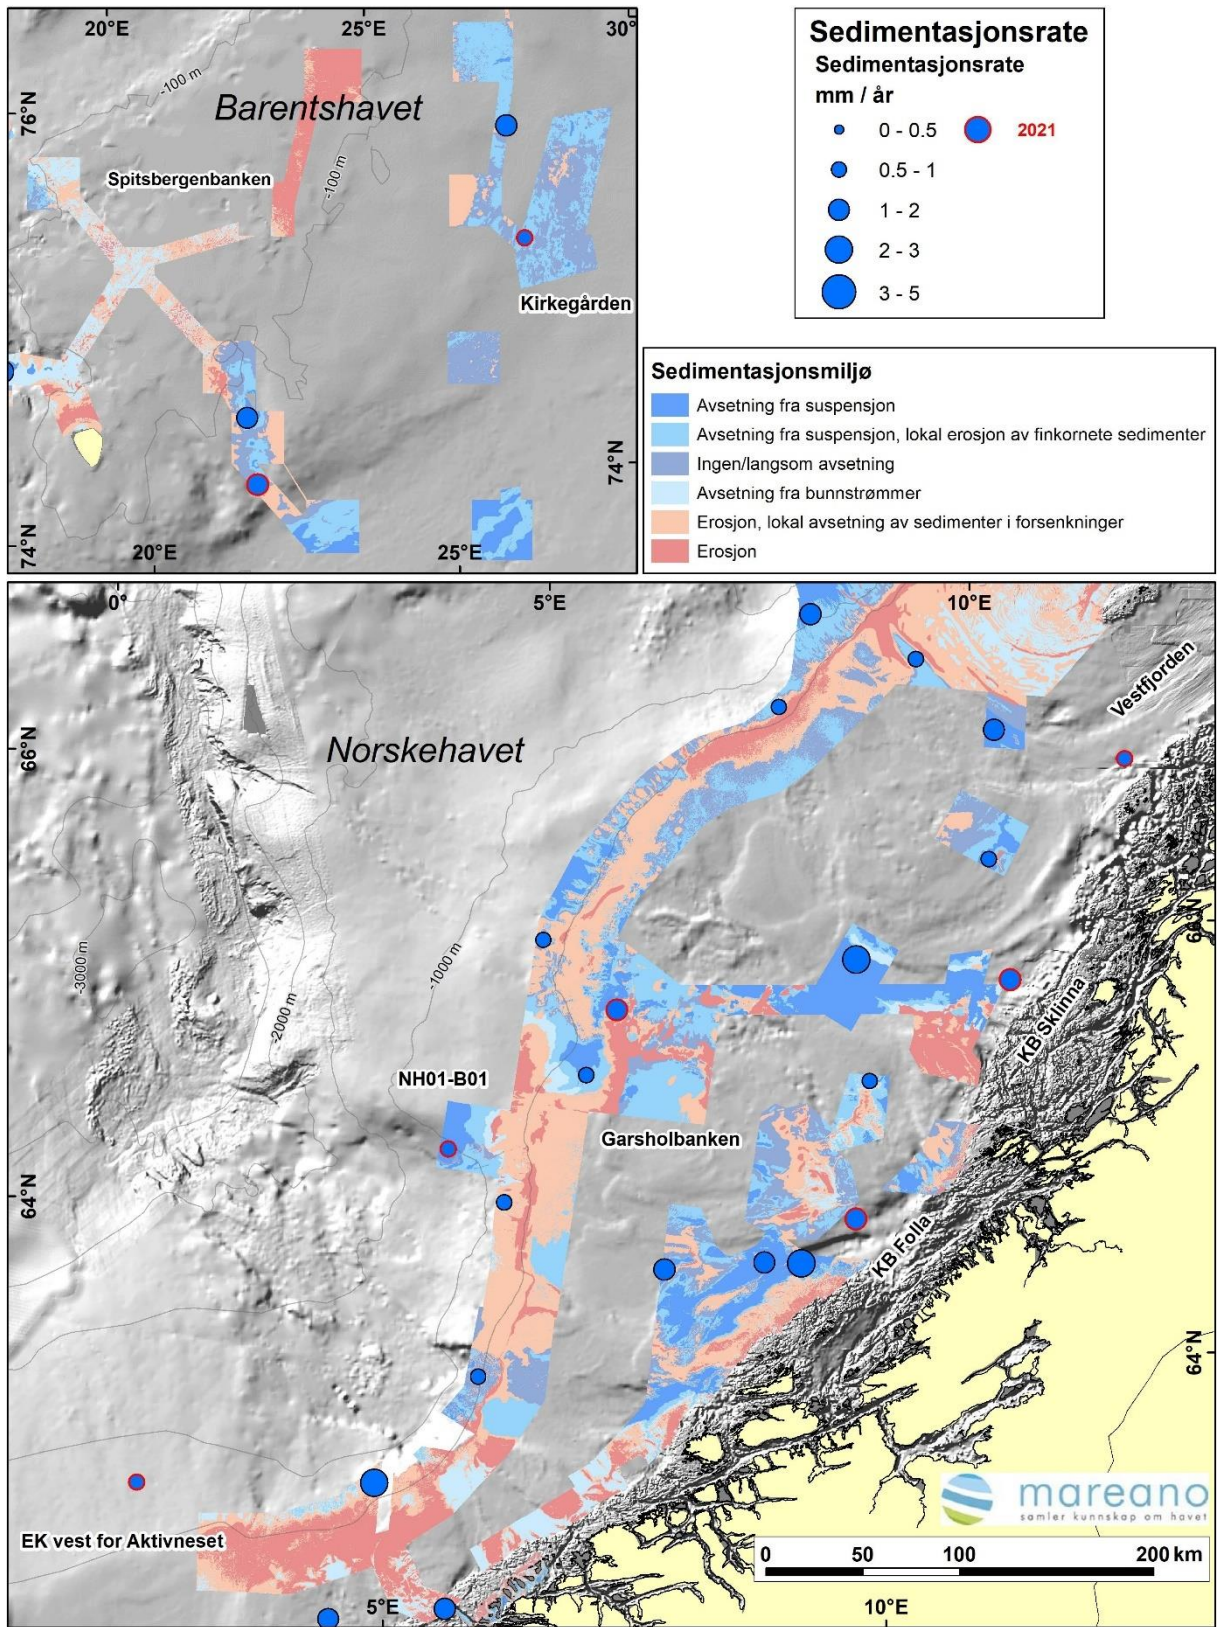 20°E
25°E
30°
-100 m
76°N
Barentshavet
-100 m
Spitsbergenbanken
Kirkegården
74°N
74°N
20°E
25°E
Sedimentasjonsrate
Sedimentasjonsrate
mm / år
0 - 0.5
2021
0.5 - 1
1 - 2
2 - 3
3 - 5
Sedimentasjonsmiljø
Avsetning fra suspensjon
Avsetning fra suspensjon, lokal erosjon av finkornete sedimenter
Ingen/langsom avsetning
Avsetning fra bunnstrømmer
Erosjon, lokal avsetning av sedimenter i forsenkninger
Erosjon
0°
5°E
10°E
Vestfjorden
66°N
Norskehavet
66°N
-3000 m
-1000 m
-2000 m
KB Sklinna
NH01-B01
Garsholbanken
64°N
KB Folla
64°N
EK vest for Aktivneset
mareano
samler kunnskap om havet
0 50 100 200 km
5°E
10°E